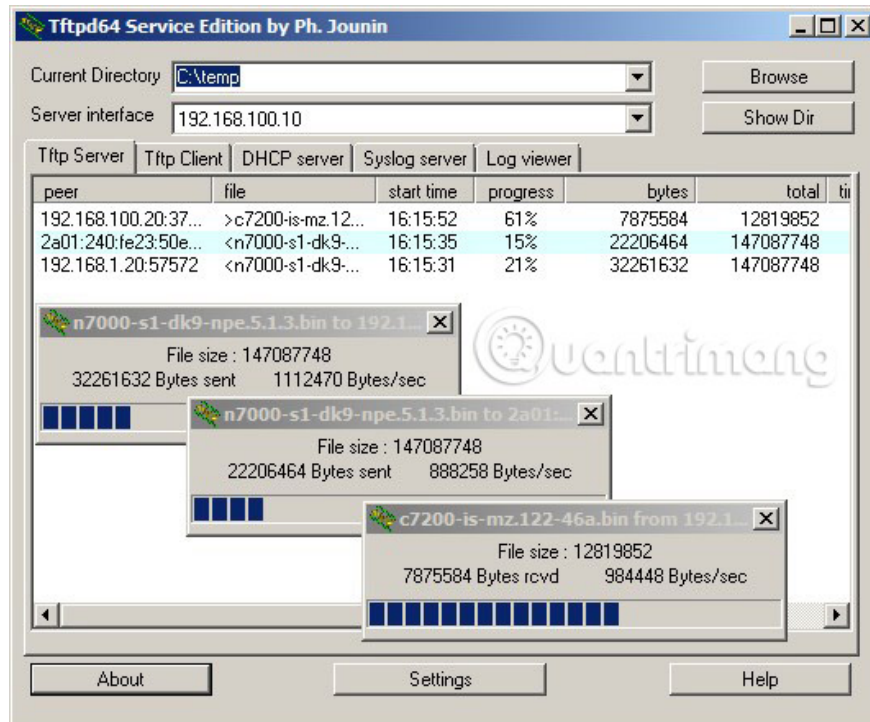 Tftpd64 Service Edition by Ph. Jounin
Current Directory C:\temp Browse
Server interface 192.168.100.10 Show Dir
Tftp Server Tftp Client DHCP server Syslog server Log viewer
peer file start time progress bytes total
192.168.100.20:37... >c7200-is-mz.12... 16:15:52 61% 7875584 12819852
2a01:240:fe23:50e... <n7000-s1-dk9-... 16:15:35 15% 22206464 147087748
192.168.1.20:57572 <n7000-s1-dk9-... 16:15:31 21% 32261632 147087748
n7000-s1-dk9-npe.5.1.3.bin to 192.1...
File size : 147087748
32261632 Bytes sent 1112470 Bytes/sec
Quantrimang
n7000-s1-dk9-npe.5.1.3.bin to 2a01:...
File size : 147087748
22206464 Bytes sent 888258 Bytes/sec
c7200-is-mz.122-46a.bin from 192.1...
File size : 12819852
7875584 Bytes rcvd 984448 Bytes/sec
About Settings Help